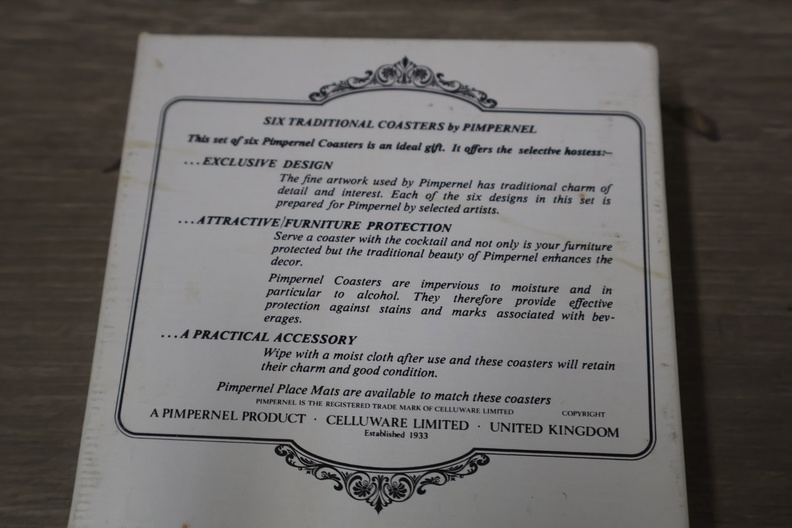 SIX TRADITIONAL COASTERS by PIMPERNEL
This set of six Pimpernel Coasters is an ideal gift. It offers the selective hostess:–
...EXCLUSIVE DESIGN
The fine artwork used by Pimpernel has traditional charm of
detail and interest. Each of the six designs in this set is
prepared for Pimpernel by selected artists.
...ATTRACTIVE/FURNITURE PROTECTION
Serve a coaster with the cocktail and not only is your furniture
protected but the traditional beauty of Pimpernel enhances the
decor.
Pimpernel Coasters are impervious to moisture and in
particular to alcohol. They therefore provide effective
protection against stains and marks associated with bev-
erages.
...A PRACTICAL ACCESSORY
Wipe with a moist cloth after use and these coasters will retain
their charm and good condition.
Pimpernel Place Mats are available to match these coasters
PIMPERNEL IS THE REGISTERED TRADE MARK OF CELLUWARE LIMITED COPYRIGHT
A PIMPERNEL PRODUCT · CELLUWARE LIMITED · UNITED KINGDOM
Established 1933